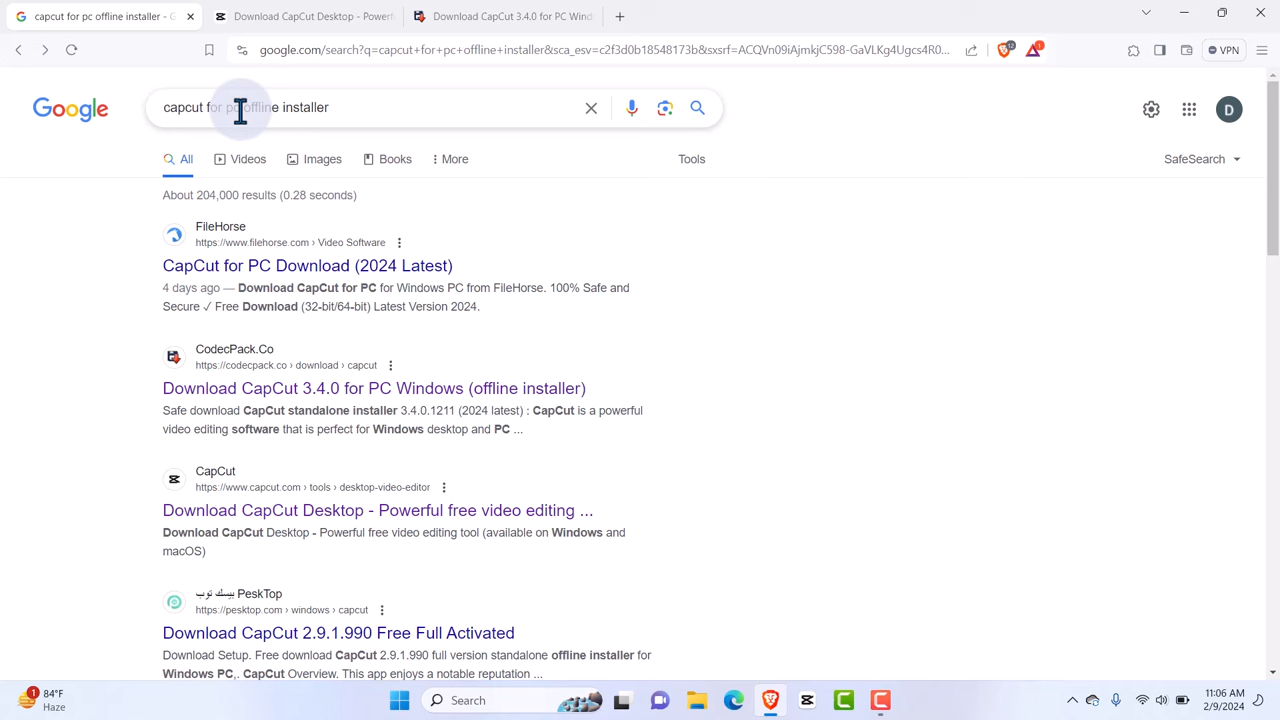 capcut for pc offline installer - G
Download CapCut Desktop - Powerf
Download CapCut 3.4.0 for PC Wind
google.com/search?q=capcut+for+pc+offline+installer&sca_esv=c2f3d0b18548173b&sxsrf=ACQVn09iAjmkjC598-GaVLKg4Ugcs4R0...
12
1
VPN
Google
capcut for pc offline installer
D
All
Videos
Images
Books
More
Tools
SafeSearch
About 204,000 results (0.28 seconds)
FileHorse
https://www.filehorse.com › Video Software
CapCut for PC Download (2024 Latest)
4 days ago — Download CapCut for PC for Windows PC from FileHorse. 100% Safe and
Secure ✓ Free Download (32-bit/64-bit) Latest Version 2024.
CodecPack.Co
https://codecpack.co › download › capcut
Download CapCut 3.4.0 for PC Windows (offline installer)
Safe download CapCut standalone installer 3.4.0.1211 (2024 latest) : CapCut is a powerful
video editing software that is perfect for Windows desktop and PC ...
CapCut
https://www.capcut.com › tools › desktop-video-editor
Download CapCut Desktop - Powerful free video editing ...
Download CapCut Desktop - Powerful free video editing tool (available on Windows and
macOS)
بيسك توب PeskTop
https://pesktop.com › windows › capcut
Download CapCut 2.9.1.990 Free Full Activated
Download Setup. Free download CapCut 2.9.1.990 full version standalone offline installer for
Windows PC,. CapCut Overview. This app enjoys a notable reputation ...
1
84°F
Haze
Search
11:06 AM
2/9/2024